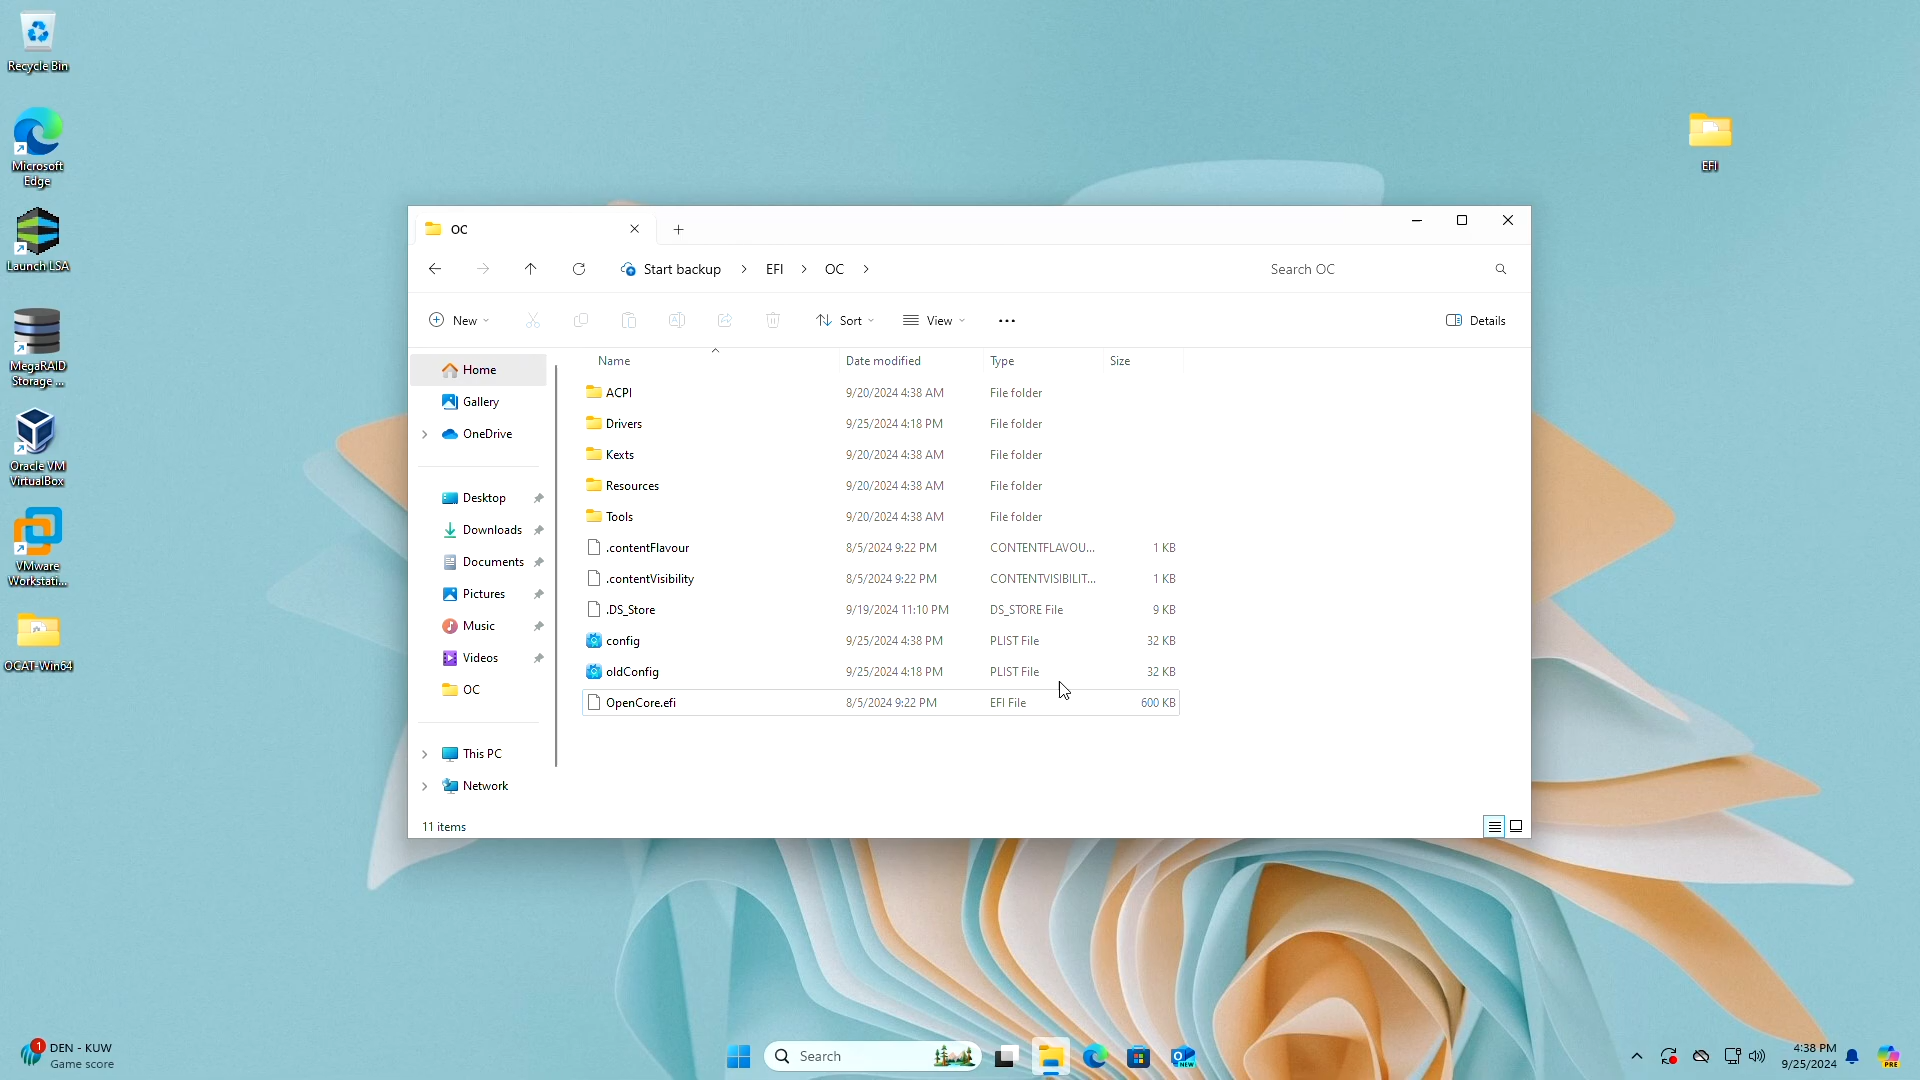 Recycle Bin
Microsoft
Edge
Launch LSA
MegaRAID
Storage ...
Oracle VM
VirtualBox
VMware
Workstati...
OCAT-Win64
EFI
OC
Start backup
EFI
OC
Search OC
New
Sort
View
Details
Home
Gallery
OneDrive
Desktop
Downloads
Documents
Pictures
Music
Videos
OC
This PC
Network
Name Date modified Type Size
ACPI 9/20/2024 4:38 AM File folder
Drivers 9/25/2024 4:18 PM File folder
Kexts 9/20/2024 4:38 AM File folder
Resources 9/20/2024 4:38 AM File folder
Tools 9/20/2024 4:38 AM File folder
.contentFlavour 8/5/2024 9:22 PM CONTENTFLAVOU... 1 KB
.contentVisibility 8/5/2024 9:22 PM CONTENTVISIBILIT... 1 KB
.DS_Store 9/19/2024 11:10 PM DS_STORE File 9 KB
config 9/25/2024 4:38 PM PLIST File 32 KB
oldConfig 9/25/2024 4:18 PM PLIST File 32 KB
OpenCore.efi 8/5/2024 9:22 PM EFI File 600 KB
11 items
1
DEN - KUW
Game score
Search
NEW
4:38 PM
9/25/2024
PRE